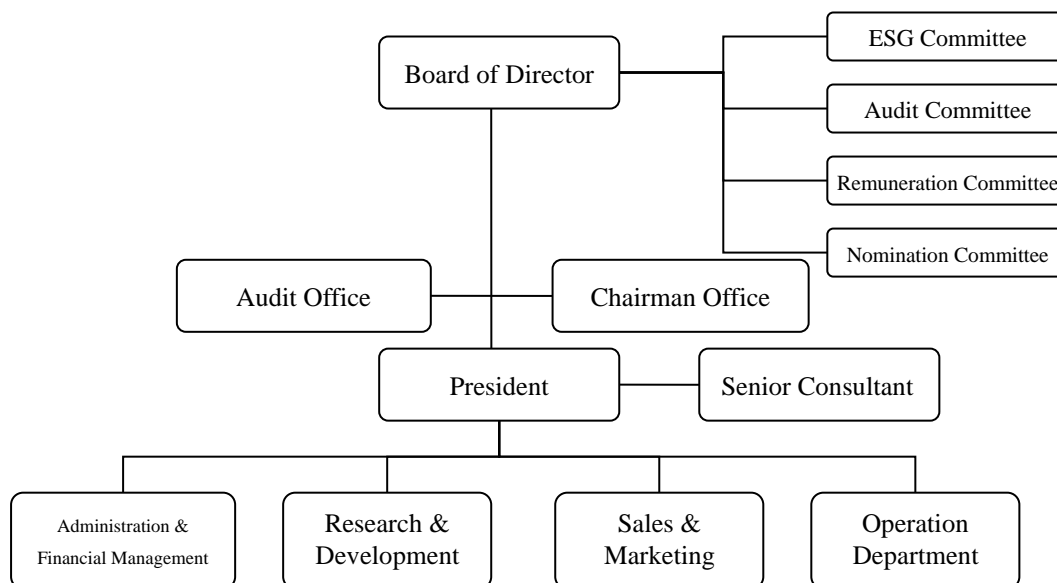 ESG Committee
Board of Director
Audit Committee
Remuneration Committee
Nomination Committee
Audit Office
Chairman Office
President
Senior Consultant
Administration &
Financial Management
Research &
Development
Sales &
Marketing
Operation
Department